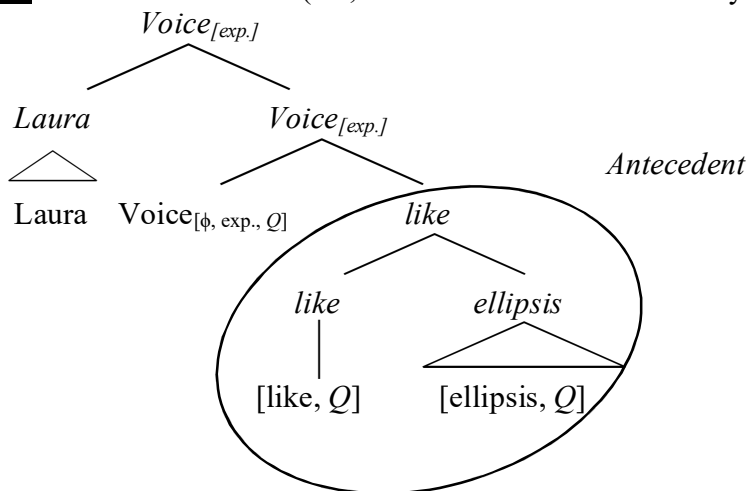 Voice[exp.]
Laura Voice[exp.]
Antecedent
Laura Voice[ϕ, exp., Q] like
like ellipsis
[like, Q] [ellipsis, Q]